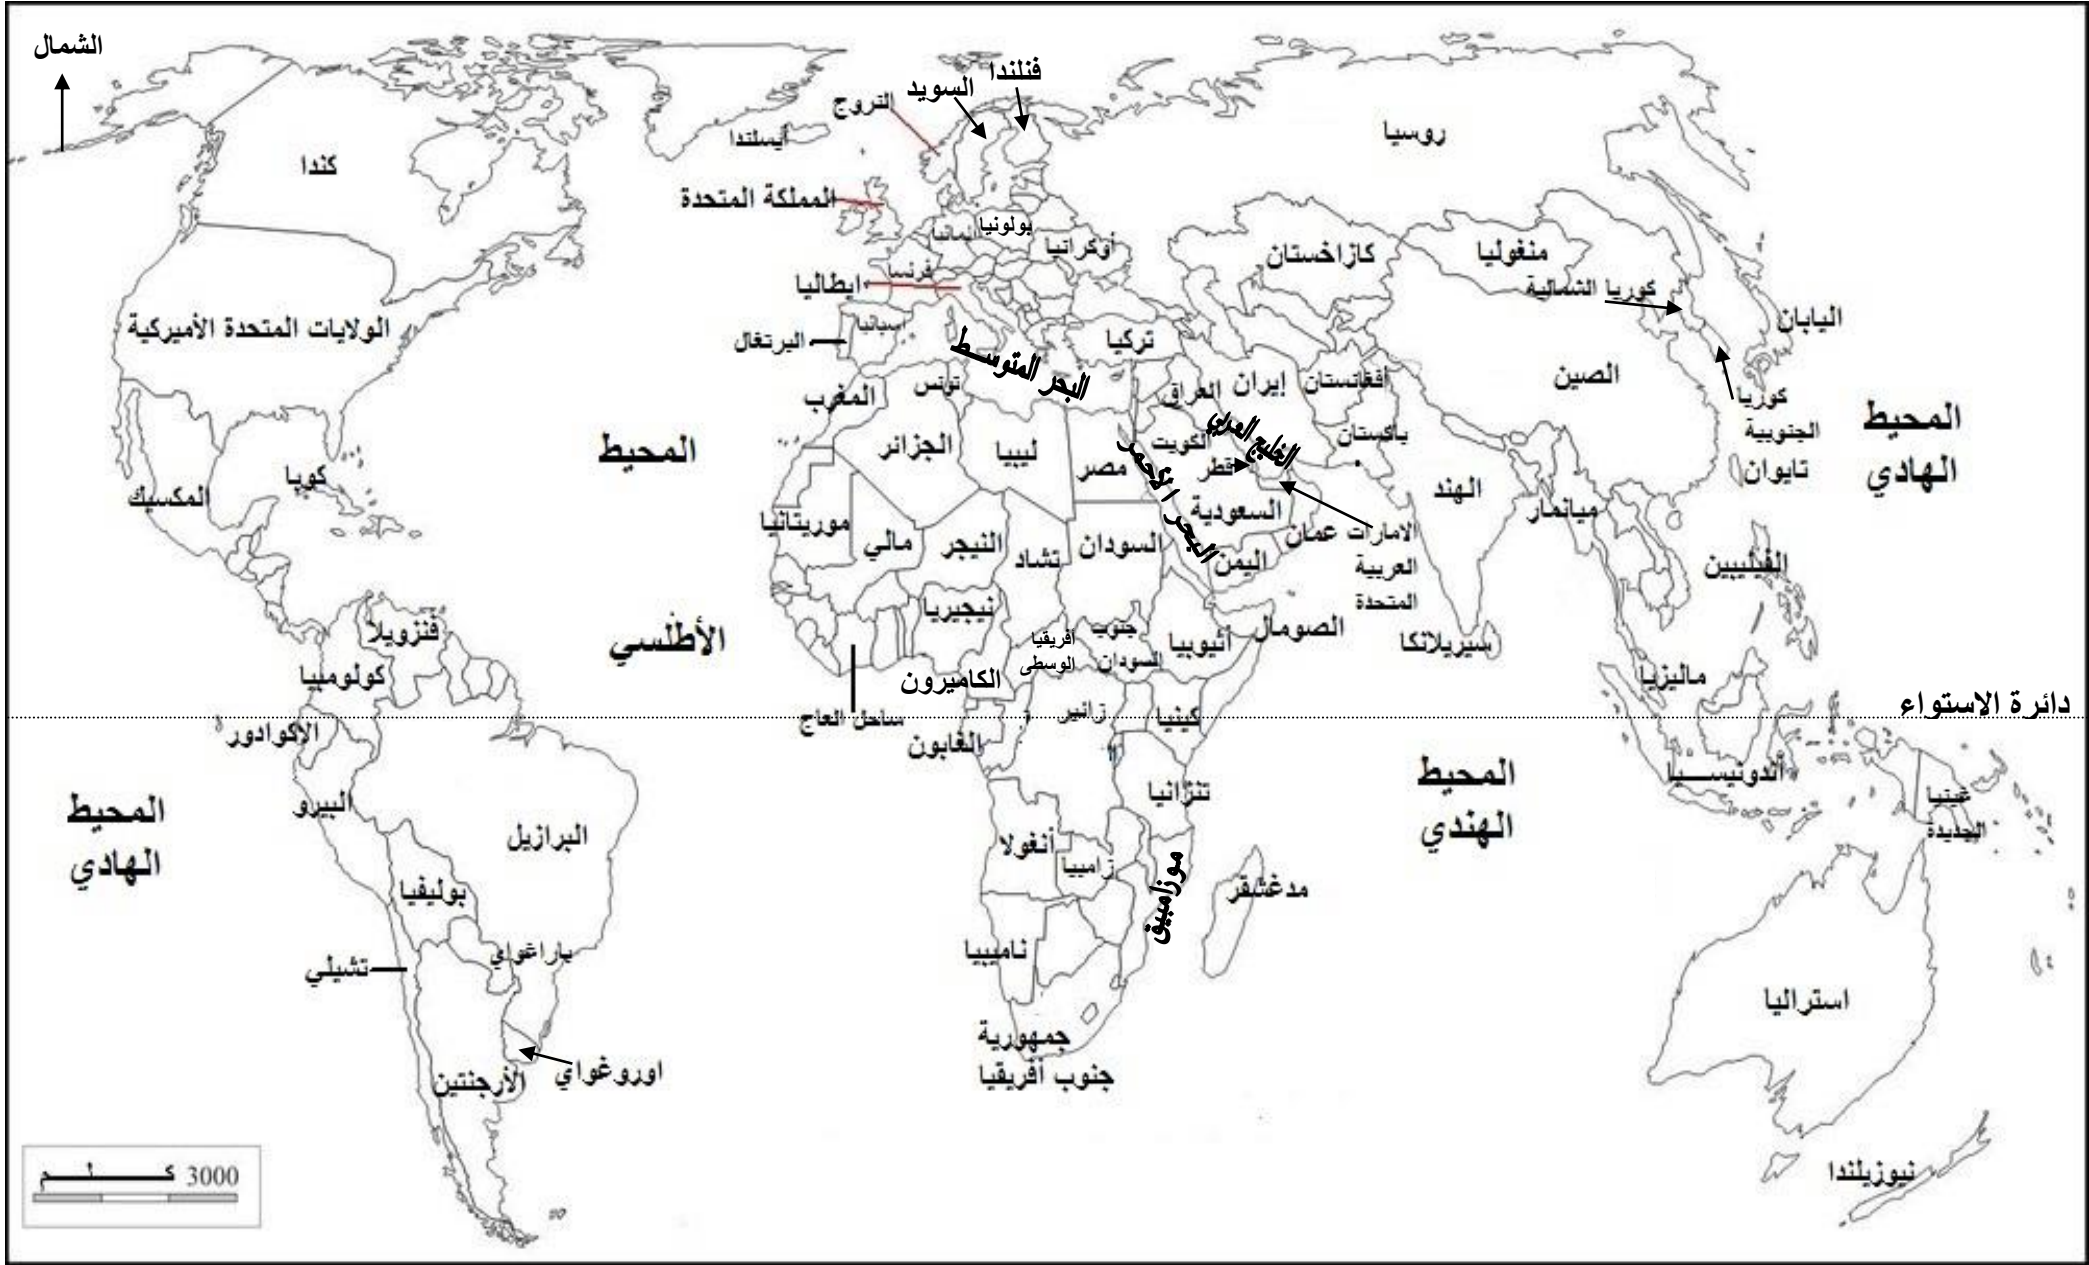 الشمال
فنلندا
السويد
النروج
أيسلندا
روسيا
كندا
المملكة المتحدة
بولونيا
المانيا
أوكرانيا
كازاخستان
منغوليا
فرنسا
ايطاليا
كوريا الشمالية
اليابان
الولايات المتحدة الأميركية
اسبانيا
البرتغال
تركيا
البحر المتوسـط
الصين
تونس
المغرب
العراق
إيران
أفغانستان
كوريا
الجنوبية
المحيط
الهادي
المحيط
الأطلسي
الجزائر
ليبيا
مصر
الكويت
الخليج العربي
باكستان
قطر
البحر الأحمر
تايوان
كوبا
المكسيك
الهند
السعودية
ميانمار
موريتانيا
مالي
النيجر
تشاد
السودان
اليمن
عمان
الامارات
العربية
المتحدة
الفيليبين
نيجيريا
فنزويلا
جنوب
السودان
أفريقيا
الوسطى
أثيوبيا
الصومال
سيريلانكا
كولومبيا
الكاميرون
ماليزيا
دائرة الاستواء
ساحل العاج
زائير
كينيا
الإكوادور
الغابون
أندونيســيا
المحيط
الهندي
تنزانيا
غينيا
الجديدة
المحيط
الهادي
البيرو
البرازيل
أنغولا
زامبيا
موزامبيق
مدغشقر
بوليفيا
باراغواي
ناميبيا
تشيلي
استراليا
جمهورية
جنوب أفريقيا
اوروغواي
الأرجنتين
نيوزيلندا
3000 كـــلـــم